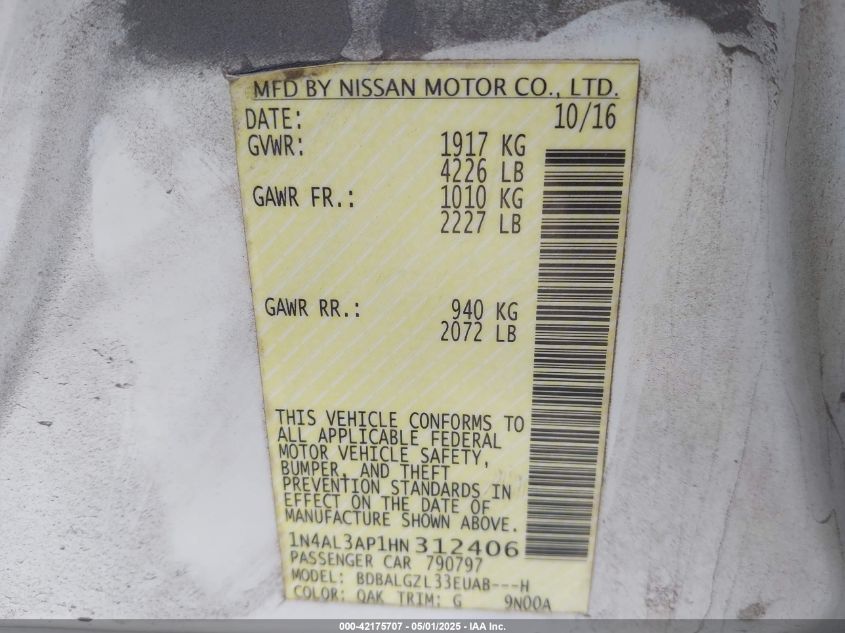 MFD BY NISSAN MOTOR CO., LTD.
DATE: 10/16
GVWR: 1917 KG
4226 LB
GAWR FR.: 1010 KG
2227 LB
GAWR RR.: 940 KG
2072 LB
THIS VEHICLE CONFORMS TO
ALL APPLICABLE FEDERAL
MOTOR VEHICLE SAFETY,
BUMPER, AND THEFT
PREVENTION STANDARDS IN
EFFECT ON THE DATE OF
MANUFACTURE SHOWN ABOVE.
1N4AL3AP1HN312406
PASSENGER CAR 790797
MODEL: BDBALGZL33EUAB---H
COLOR: QAK TRIM: G 9N00A
000-42175707 - 05/01/2025 - IAA Inc.